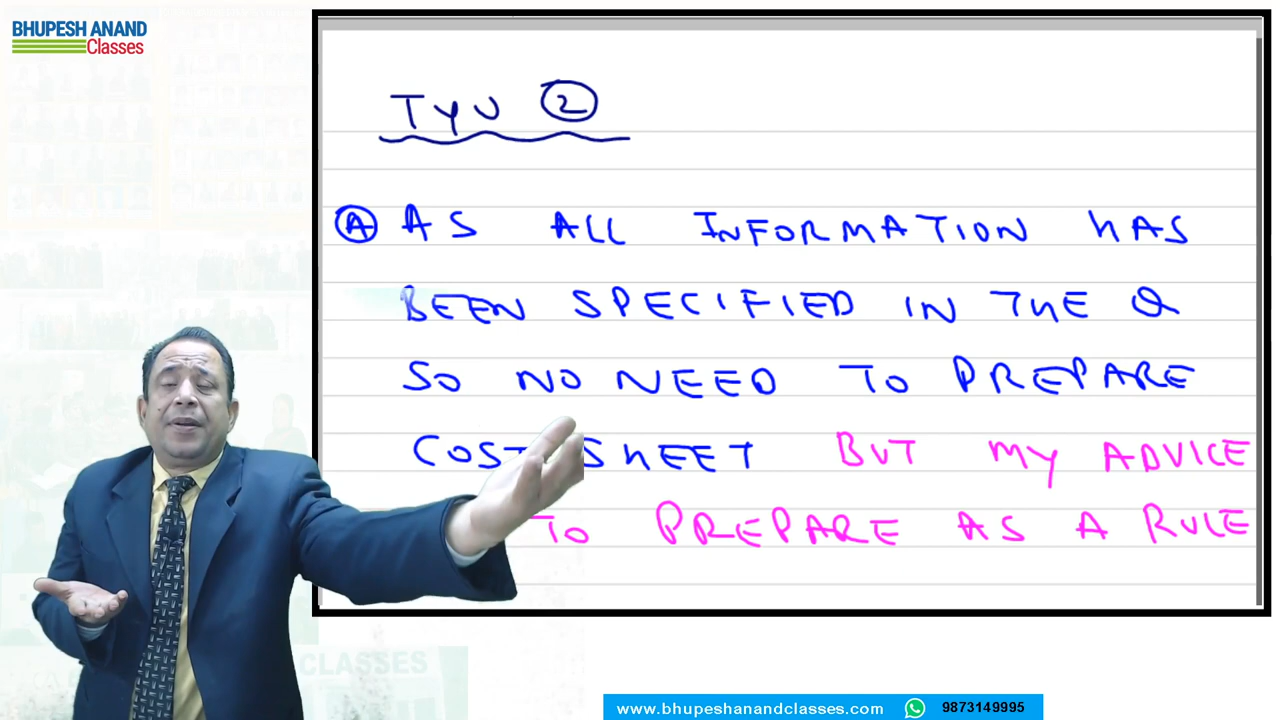 BHUPESH ANAND
Classes
TYU 2
A AS ALL INFORMATION HAS
BEEN SPECIFIED IN THE Q
SO NO NEED TO PREPARE
COST SHEET BUT MY ADVICE
TO PREPARE AS A RULE
CLASSES
www.bhupeshanandclasses.com 9873149995